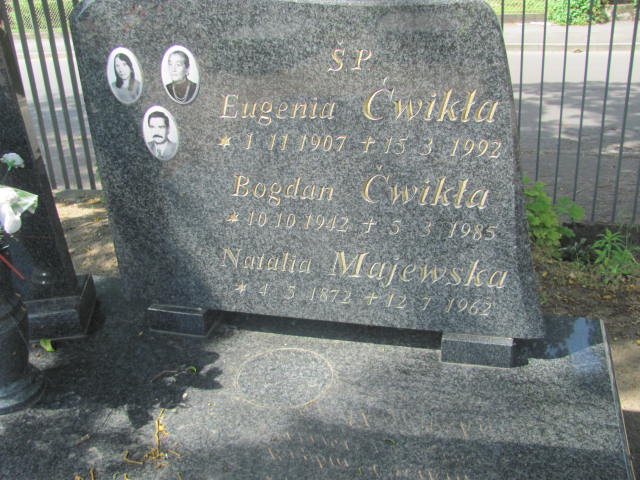 ŚP
Eugenia Ćwikła
* 1 11 1907 + 15 3 1992
Bogdan Ćwikła
* 10 10 1942 + 5 3 1985
Natalia Majewska
* 4 5 1872 + 12 7 1962